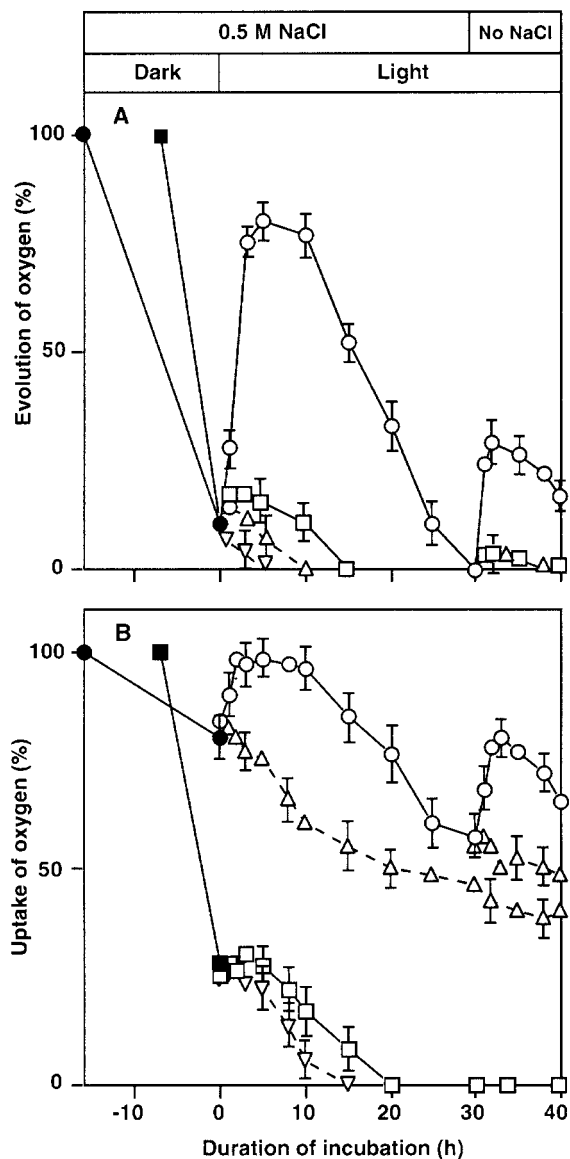 0.5 M NaCl No NaCl
Dark Light
A
100
50
0
Evolution of oxygen (%)
B
100
50
0
Uptake of oxygen (%)
-10 0 10 20 30 40
Duration of incubation (h)